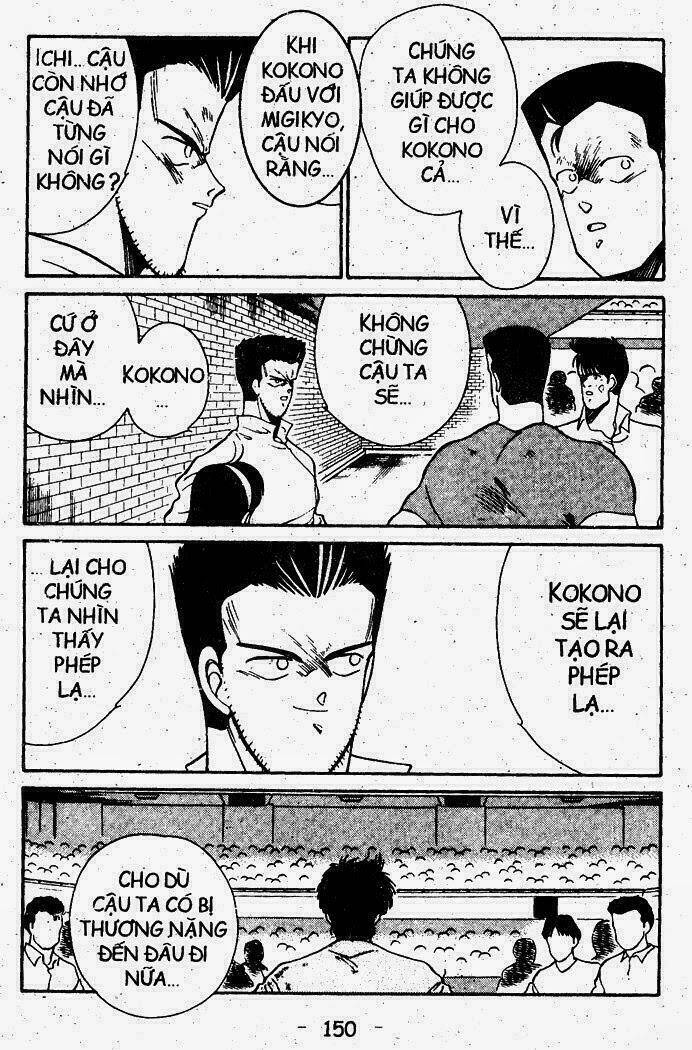 CHÚNG
TA KHÔNG
GIÚP ĐƯỢC
GÌ CHO
KOKONO
CẢ...
VÌ
THẾ...
KHI
KOKONO
ĐẤU VỚI
MIGIKYO,
CẬU NÓI
RẰNG...
ICHI... CẬU
CÒN NHỚ
CẬU ĐÃ
TỪNG
NÓI GÌ
KHÔNG?
KHÔNG
CHỪNG
CẬU TA
SẼ...
KOKONO
...
CỨ Ở
ĐÂY
MÀ
NHÌN...
KOKONO
SẼ LẠI
TẠO RA
PHÉP
LẠ...
... LẠI CHO
CHÚNG
TA NHÌN
THẤY
PHÉP
LẠ...
CHO DÙ
CẬU TA CÓ BỊ
THƯƠNG NẶNG
ĐẾN ĐÂU ĐI
NỮA...
- 150 -